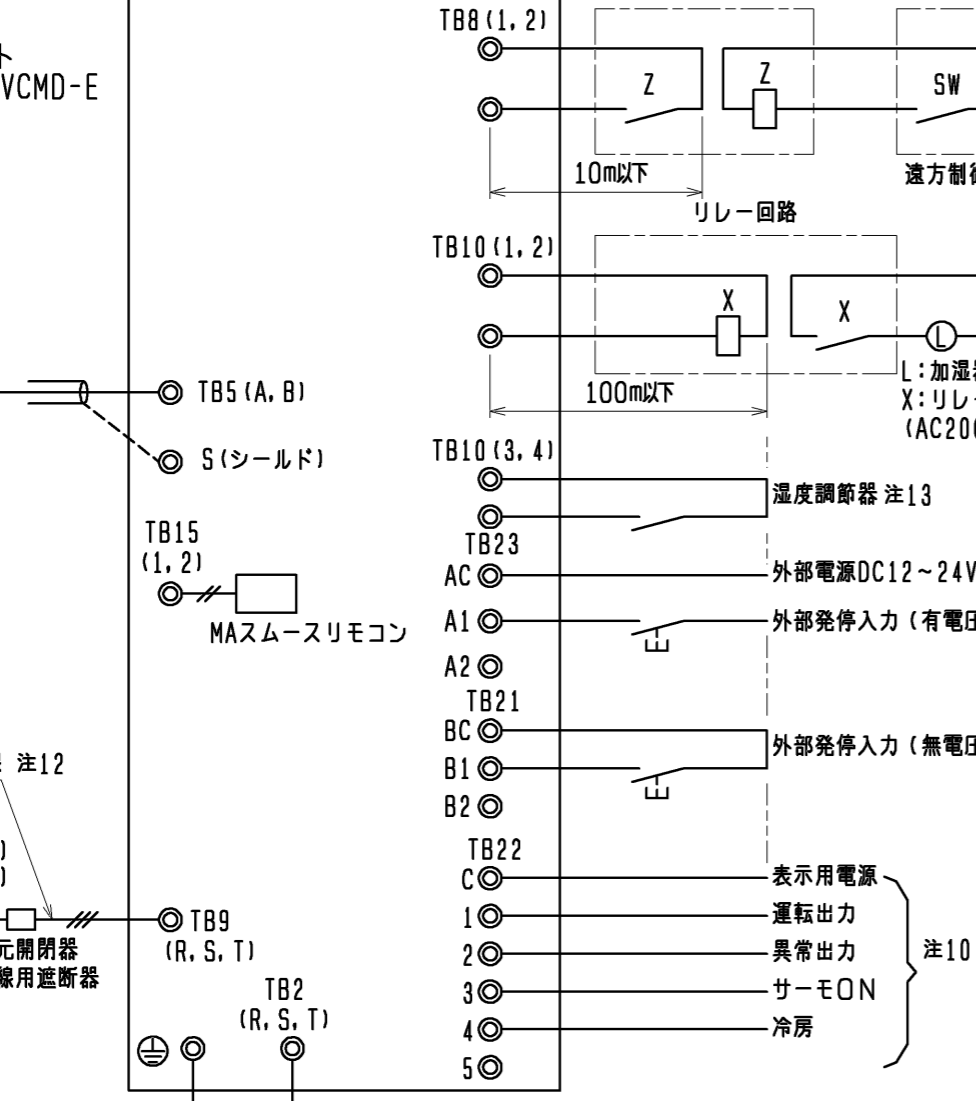 TB8(1,2)
ト
VCMD-E
Z
Z
SW
10m以下
遠方制
リレー回路
TB10(1,2)
X
X
L
100m以下
L:加湿
X:リレー
(AC20
TB5(A,B)
S(シールド)
TB10(3,4)
湿度調節器 注13
TB15
(1,2)
MAスムースリモコン
TB23
AC
外部電源DC12~24V
A1
外部発停入力(有電圧
A2
TB21
BC
外部発停入力(無電圧
B1
B2
注12
)
)
TB22
C
表示用電源
1
運転出力
2
異常出力
3
サーモON
4
冷房
5
注10
TB9
(R,S,T)
元開閉器
線用遮断器
TB2
(R,S,T)